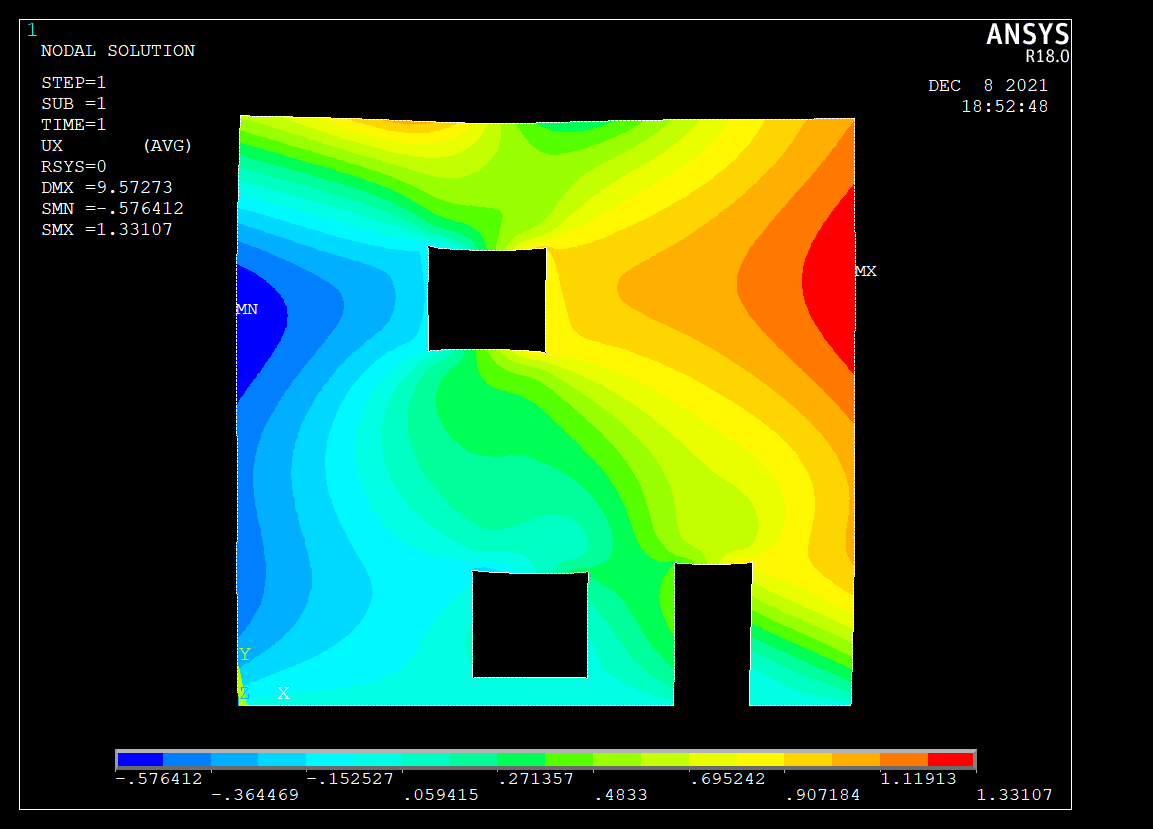 1
ANSYS
R18.0
NODAL SOLUTION
STEP=1
SUB =1
TIME=1
UX (AVG)
RSYS=0
DMX =9.57273
SMN =-.576412
SMX =1.33107
DEC 8 2021
18:52:48
MX
MN
Y
Z X
-.576412 -.152527 .271357 .695242 1.11913
-.364469 .059415 .4833 .907184 1.33107